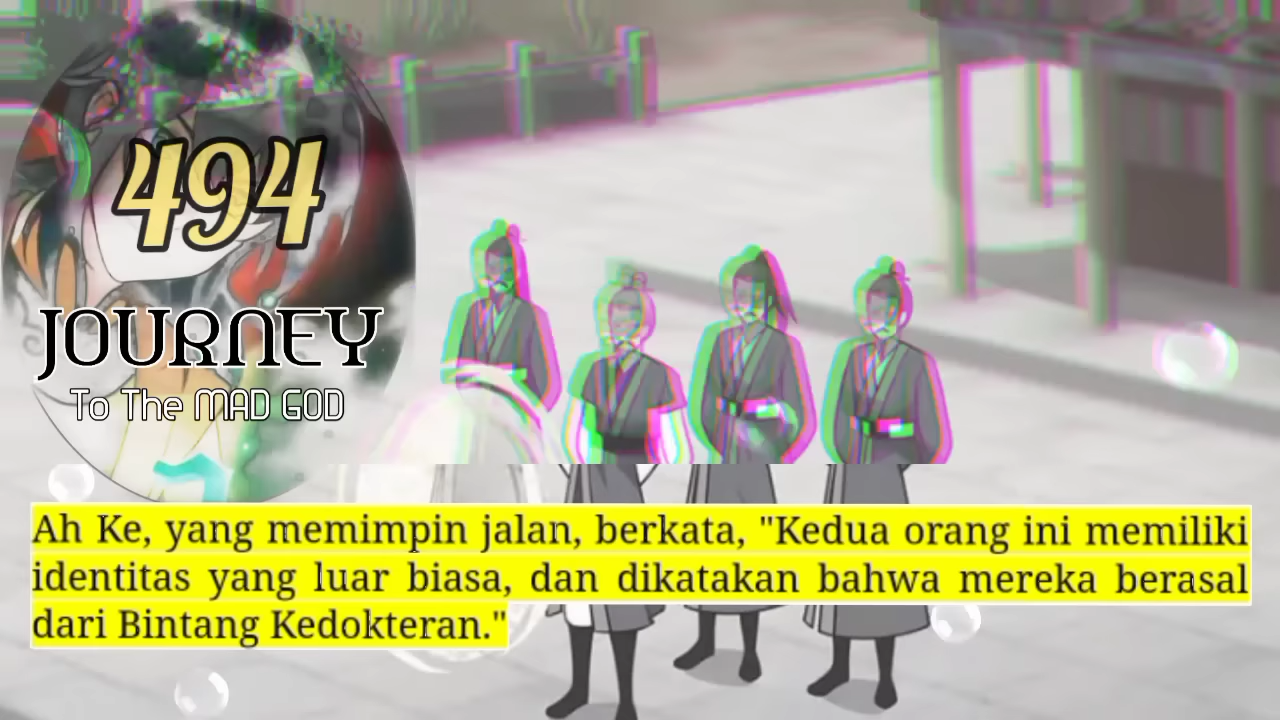 494
JOURNEY
To The MAD GOD
Ah Ke, yang memimpin jalan, berkata, "Kedua orang ini memiliki
identitas yang luar biasa, dan dikatakan bahwa mereka berasal
dari Bintang Kedokteran."